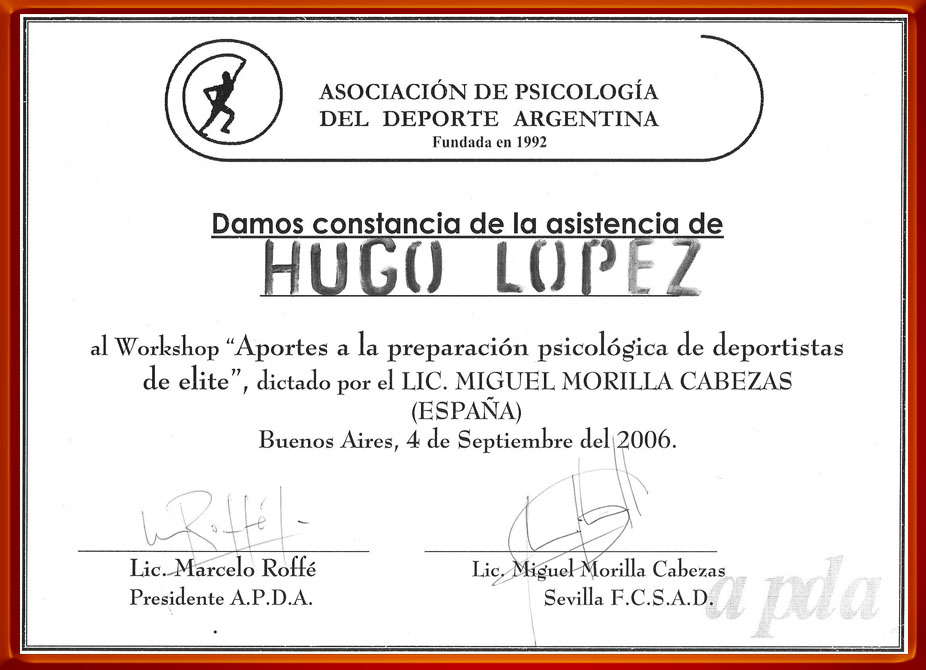 ASOCIACIÓN DE PSICOLOGÍA
DEL DEPORTE ARGENTINA
Fundada en 1992
Damos constancia de la asistencia de
HUGO LOPEZ
al Workshop “Aportes a la preparación psicológica de deportistas
de elite”, dictado por el LIC. MIGUEL MORILLA CABEZAS
(ESPAÑA)
Buenos Aires, 4 de Septiembre del 2006.
Roffé
Lic. Marcelo Roffé
Presidente A.P.D.A.
Lic. Miguel Morilla Cabezas
Sevilla F.C.S.A.D.
apda